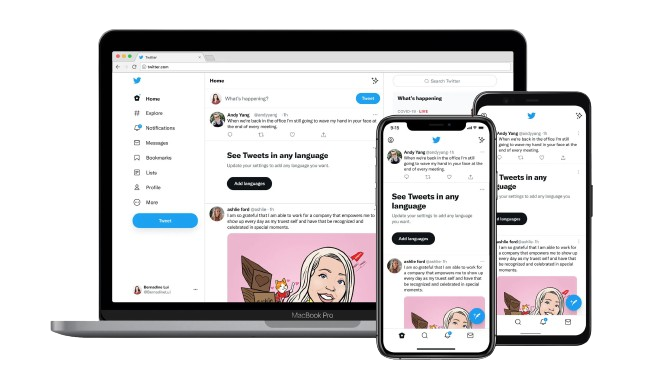 Twitter
twitter.com
Home
Explore
Notifications
Messages
Bookmarks
Lists
Profile
More
Tweet
Bernadine Lui
Home
What's happening?
Tweet
Andy Yang @andyyang · 1h
When we're back in the office I'm still going to wave my hand in your face at
the end of every meeting.
See Tweets in any language
Update your settings to add any language you want.
Add languages
ashlie ford @ashlie · 1h
I am so grateful that I am able to work for a company that empowers me to
show up every day as my truest self and have that be recognized and
celebrated in special moments.
Search Twitter
What's happening
COVID-19 · LIVE
MacBook Pro
9:15
Andy Yang @andyyang · 1h
When we're back in the office I'm still
going to wave my hand in your face at
the end of every meeting.
See Tweets in any
language
Update your settings to add any language
you want.
Add languages
ashlie ford @ashlie · 1h
I am so grateful that I am able to work for
a company that empowers me to show up
every day as my truest self and have that
be recognized and celebrated in special
moments.
Andy Yang @andyyang · 1h
When we're back in the office I'm still
going to wave my hand in your face at the
end of every meeting.
Tweets in any
language
your settings to add any language you
languages
ashlie ford @ashlie · 1h
I am so grateful that I am able to work for
a company that empowers me to show up
every day as my truest self and have that
be recognized and celebrated in special
moments.